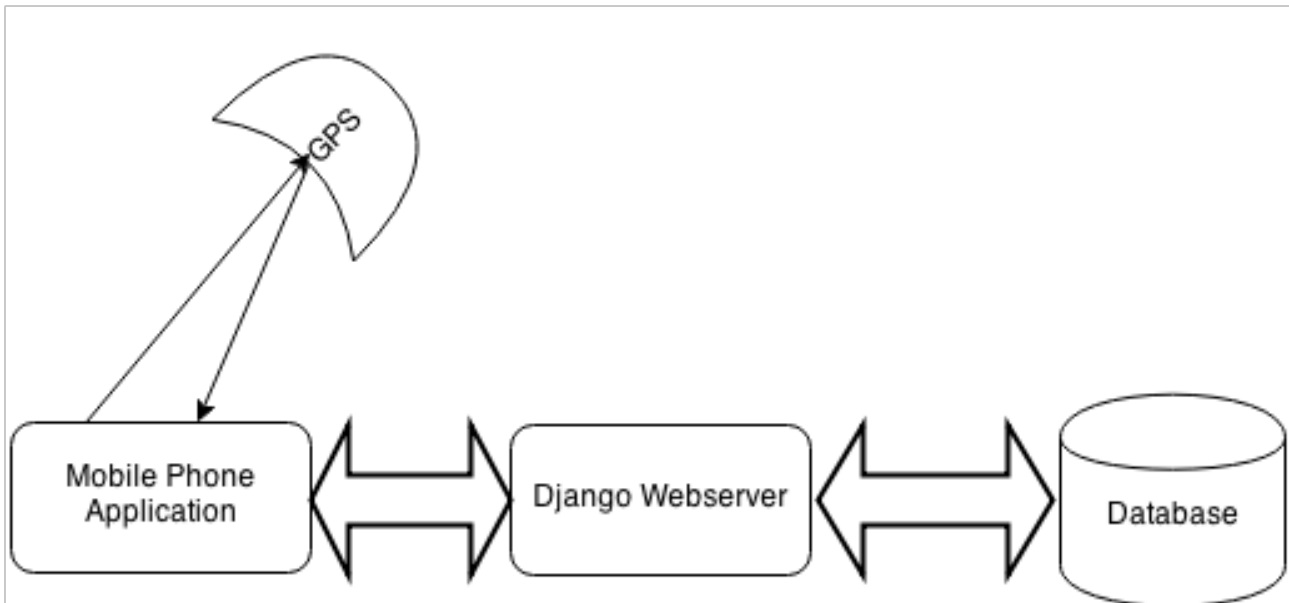 GPS
Mobile Phone
Application
Django Webserver
Database